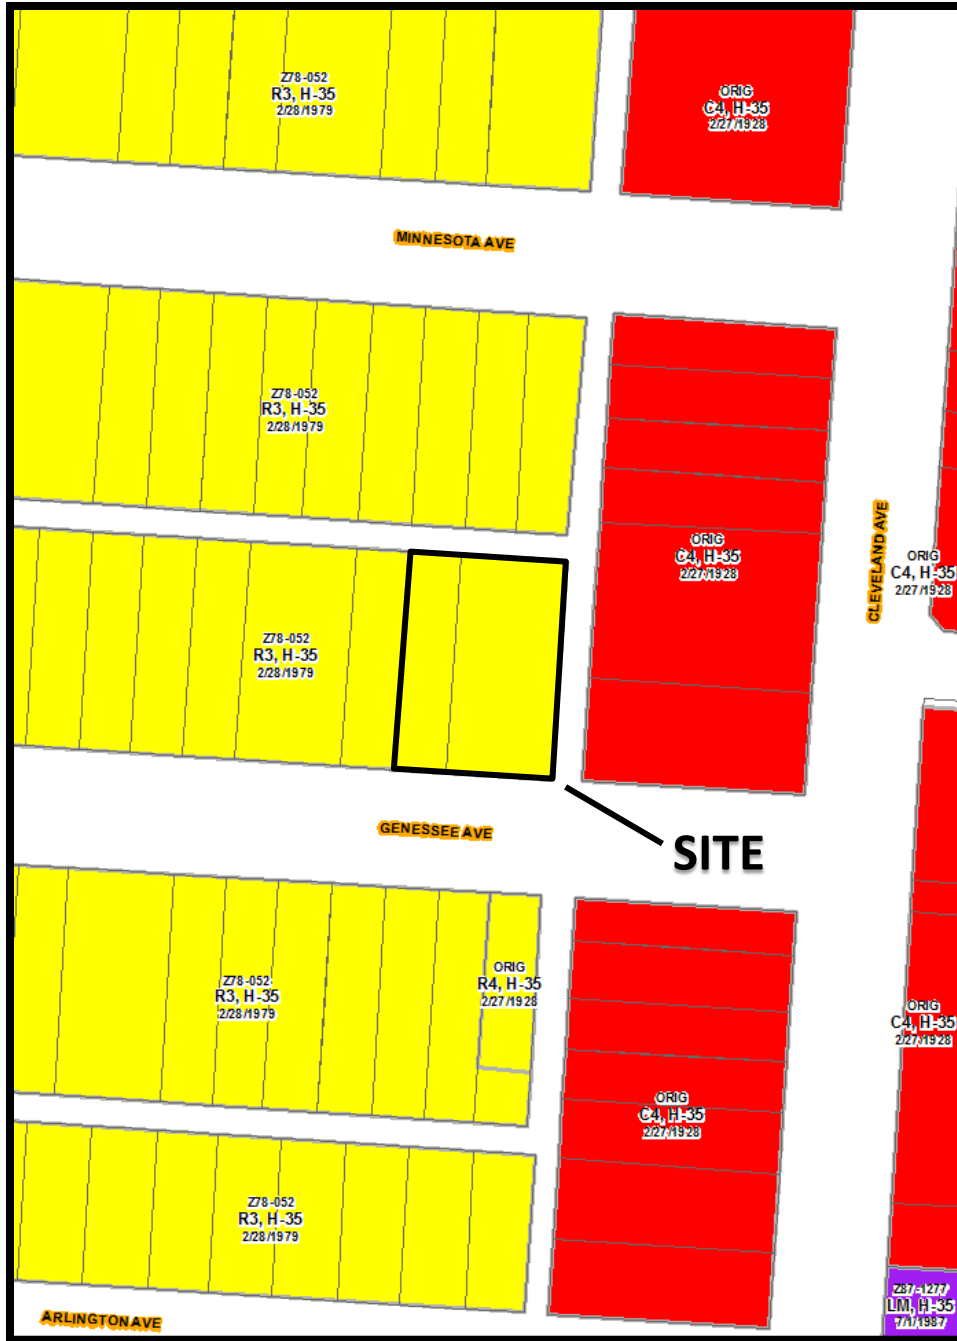 Z78-052
R3, H-35
2/28/1979
ORIG
C4, H-35
2/27/1928
MINNESOTA AVE
Z78-052
R3, H-35
2/28/1979
ORIG
C4, H-35
2/27/1928
CLEVELAND AVE
ORIG
C4, H-35
2/27/1928
Z78-052
R3, H-35
2/28/1979
GENESSEE AVE
SITE
Z78-052
R3, H-35
2/28/1979
ORIG
R4, H-35
2/27/1928
ORIG
C4, H-35
2/27/1928
ORIG
C4, H-35
2/27/1928
Z78-052
R3, H-35
2/28/1979
Z87-1277
LM, H-35
7/1/1987
ARLINGTON AVE